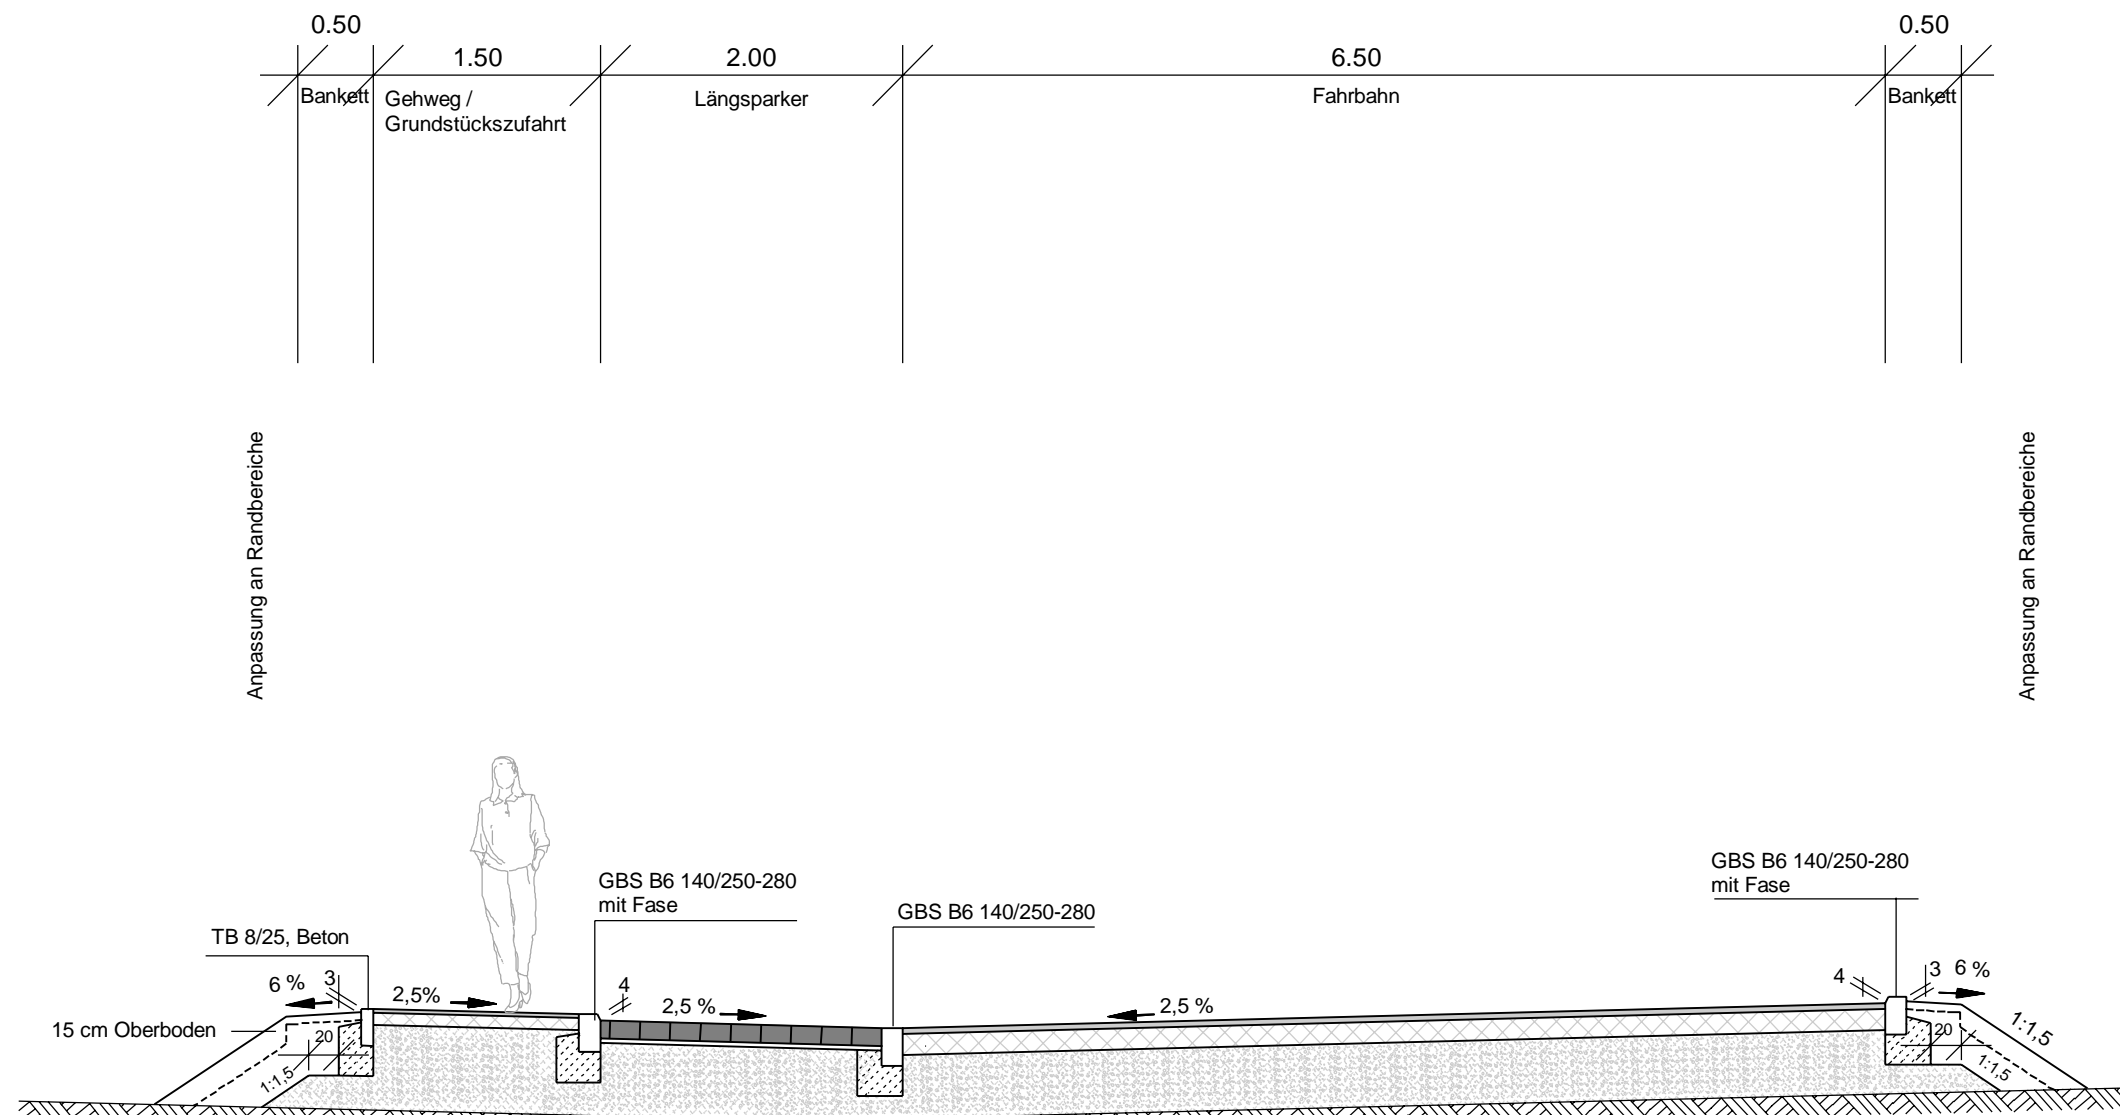 0.50
1.50
2.00
6.50
0.50
Bankett
Gehweg /
Grundstückszufahrt
Längsparker
Fahrbahn
Bankett
Anpassung an Randbereiche
Anpassung an Randbereiche
GBS B6 140/250-280
mit Fase
GBS B6 140/250-280
mit Fase
GBS B6 140/250-280
TB 8/25, Beton
6 %
3
2,5%
4
2,5 %
2,5 %
4
3
6 %
15 cm Oberboden
20
1:1,5
20
1:1,5
1:1,5